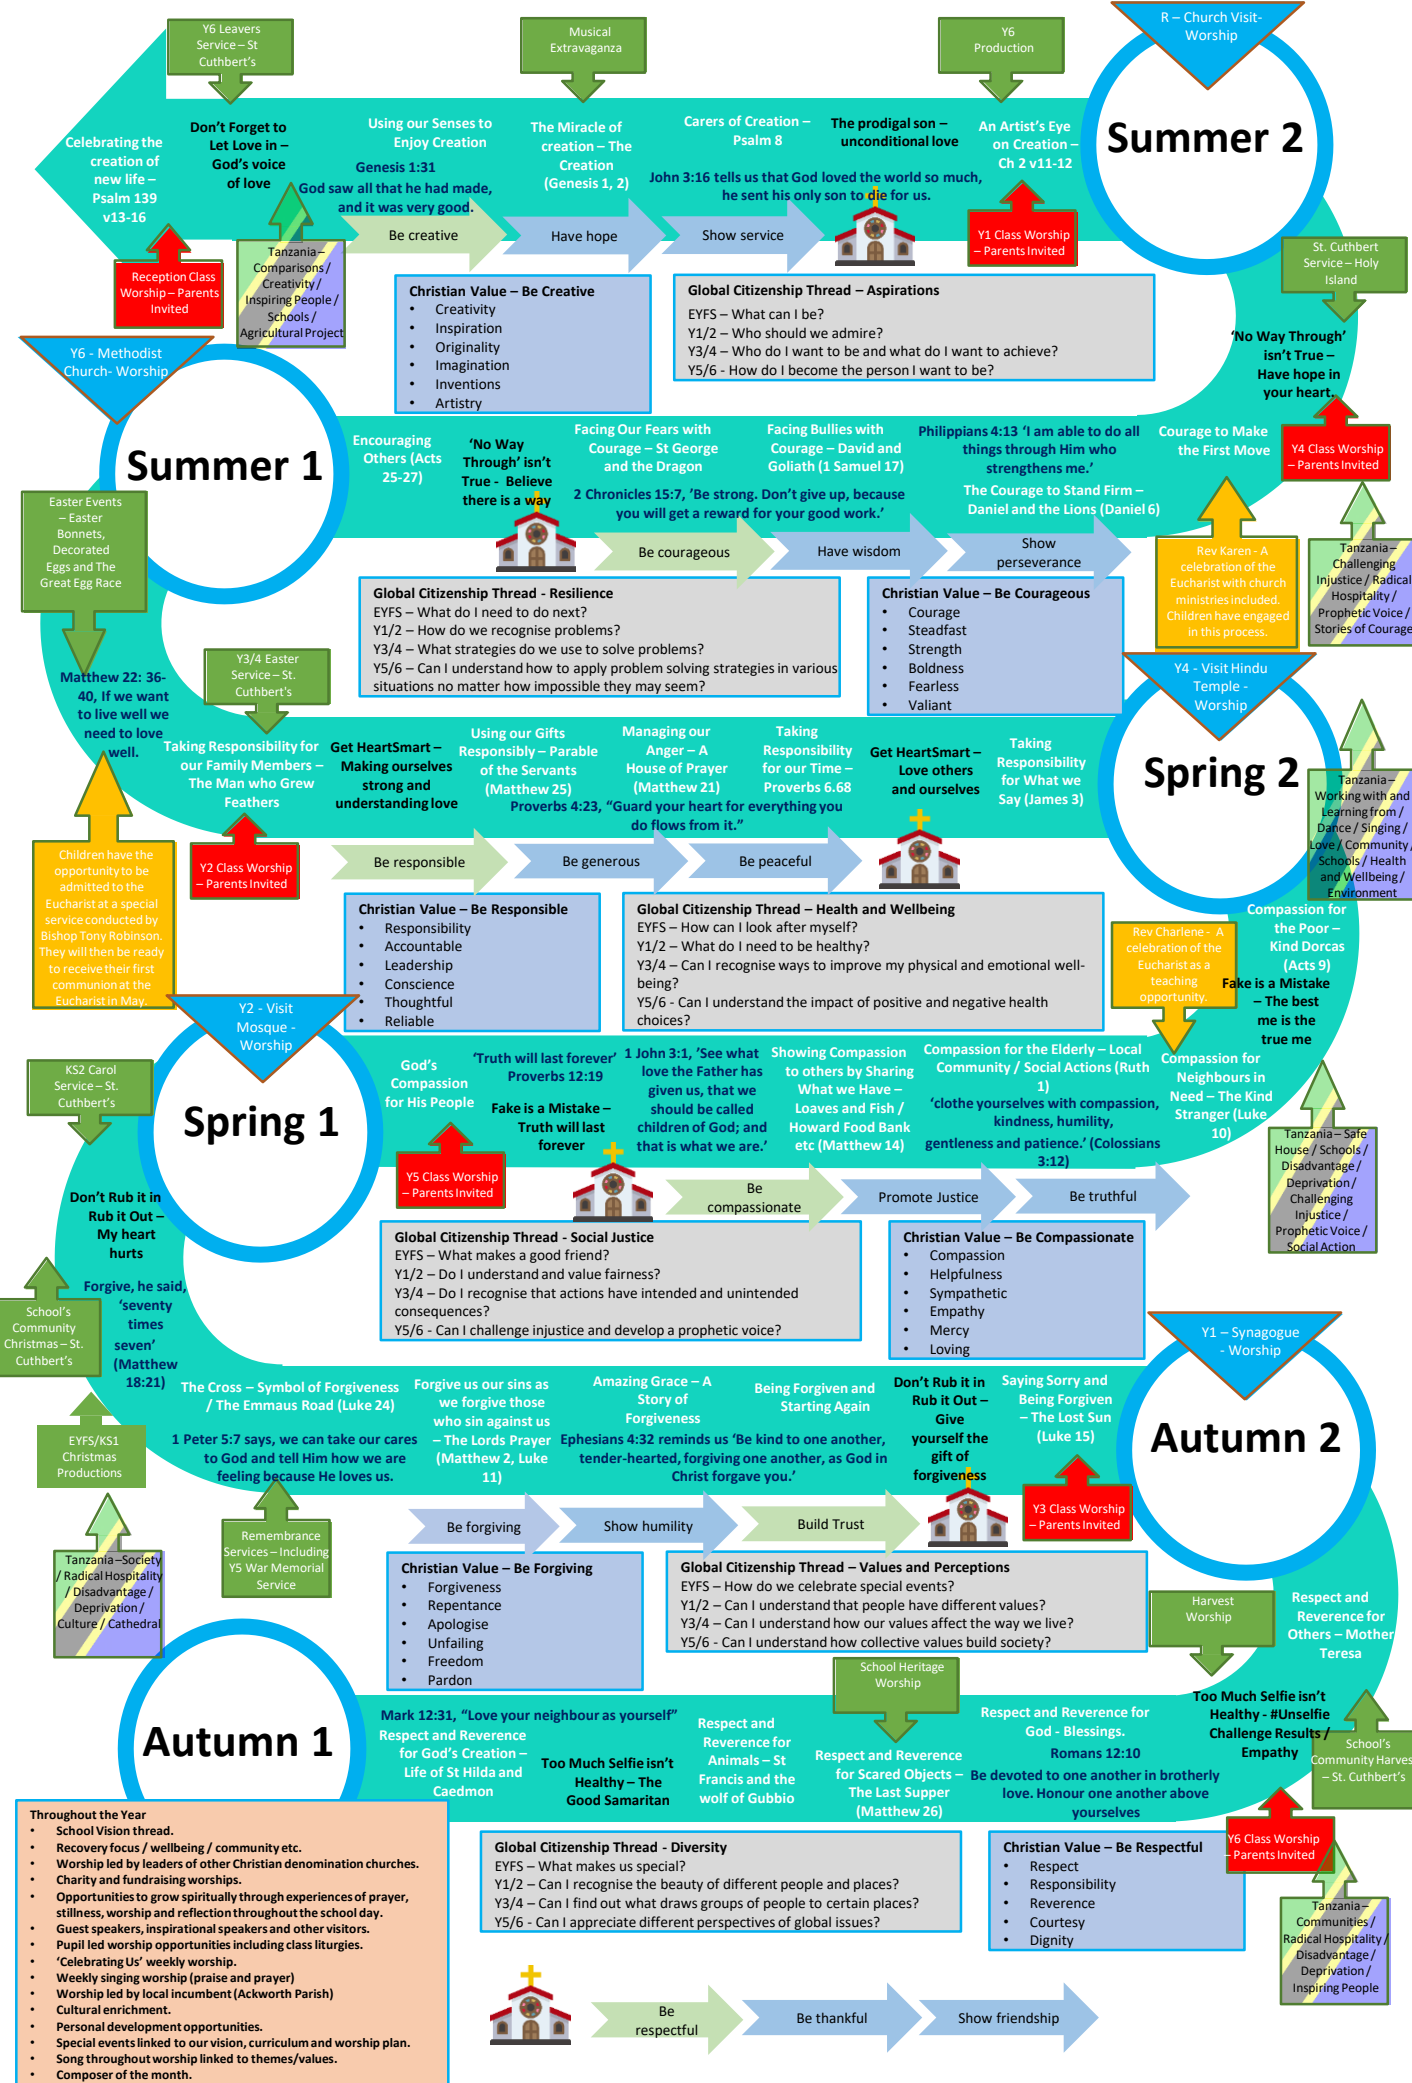 Y6 Leavers
Service – St
Cuthbert's
Musical
Extravaganza
Y6
Production
R – Church Visit-
Worship
Summer 2
Celebrating the
creation of
new life –
Psalm 139
v13-16
Don't Forget to
Let Love in –
God's voice
of love
Using our Senses to
Enjoy Creation
Genesis 1:31
God saw all that he had made,
and it was very good.
The Miracle of
creation – The
Creation
(Genesis 1, 2)
Carers of Creation –
Psalm 8
The prodigal son –
unconditional love
John 3:16 tells us that God loved the world so much,
he sent his only son to die for us.
An Artist's Eye
on Creation –
Ch 2 v11-12
Reception Class
Worship – Parents
Invited
Tanzania –
Comparisons /
Creativity /
Inspiring People /
Schools /
Agricultural Project
Be creative
Have hope
Show service
Y1 Class Worship
– Parents Invited
St. Cuthbert
Service – Holy
Island
Christian Value – Be Creative
• Creativity
• Inspiration
• Originality
• Imagination
• Inventions
• Artistry
Global Citizenship Thread – Aspirations
EYFS – What can I be?
Y1/2 – Who should we admire?
Y3/4 – Who do I want to be and what do I want to achieve?
Y5/6 - How do I become the person I want to be?
'No Way Through'
isn't True –
Have hope in
your heart.
Y6 - Methodist
Church- Worship
Summer 1
Encouraging
Others (Acts
25-27)
'No Way
Through' isn't
True - Believe
there is a way
Facing Our Fears with
Courage – St George
and the Dragon
Facing Bullies with
Courage – David and
Goliath (1 Samuel 17)
2 Chronicles 15:7, 'Be strong. Don't give up, because
you will get a reward for your good work.'
Philippians 4:13 'I am able to do all
things through Him who
strengthens me.'
The Courage to Stand Firm –
Daniel and the Lions (Daniel 6)
Courage to Make
the First Move
Y4 Class Worship
– Parents Invited
Easter Events
– Easter
Bonnets,
Decorated
Eggs and The
Great Egg Race
Be courageous
Have wisdom
Show
perseverance
Rev Karen - A
celebration of the
Eucharist with church
ministries included.
Children have engaged
in this process.
Tanzania –
Challenging
Injustice / Radical
Hospitality /
Prophetic Voice /
Stories of Courage
Global Citizenship Thread - Resilience
EYFS – What do I need to do next?
Y1/2 – How do we recognise problems?
Y3/4 – What strategies do we use to solve problems?
Y5/6 – Can I understand how to apply problem solving strategies in various
situations no matter how impossible they may seem?
Christian Value – Be Courageous
• Courage
• Steadfast
• Strength
• Boldness
• Fearless
• Valiant
Y4 - Visit Hindu
Temple -
Worship
Spring 2
Matthew 22: 36-
40, If we want
to live well we
need to love
well.
Y3/4 Easter
Service – St.
Cuthbert's
Taking Responsibility for
our Family Members –
The Man who Grew
Feathers
Get HeartSmart –
Making ourselves
strong and
understanding love
Using our Gifts
Responsibly – Parable
of the Servants
(Matthew 25)
Managing our
Anger – A
House of Prayer
(Matthew 21)
Taking
Responsibility
for our Time –
Proverbs 6.68
Proverbs 4:23, "Guard your heart for everything you
do flows from it."
Get HeartSmart –
Love others
and ourselves
Taking
Responsibility
for What we
Say (James 3)
Tanzania –
Working with and
Learning from /
Dance / Singing /
Love / Community /
Schools / Health
and Wellbeing /
Environment
Children have the
opportunity to be
admitted to the
Eucharist at a special
service conducted by
Bishop Tony Robinson.
They will then be ready
to receive their first
communion at the
Eucharist in May.
Y2 Class Worship
– Parents Invited
Be responsible
Be generous
Be peaceful
Christian Value – Be Responsible
• Responsibility
• Accountable
• Leadership
• Conscience
• Thoughtful
• Reliable
Global Citizenship Thread – Health and Wellbeing
EYFS – How can I look after myself?
Y1/2 – What do I need to be healthy?
Y3/4 – Can I recognise ways to improve my physical and emotional well-
being?
Y5/6 - Can I understand the impact of positive and negative health
choices?
Rev Charlene - A
celebration of the
Eucharist as a
teaching
opportunity.
Compassion for
the Poor –
Kind Dorcas
(Acts 9)
Fake is a Mistake
– The best
me is the
true me
Y2 - Visit
Mosque -
Worship
Spring 1
God's
Compassion
for His People
'Truth will last forever'
Proverbs 12:19
Fake is a Mistake –
Truth will last
forever
1 John 3:1, 'See what
love the Father has
given us, that we
should be called
children of God; and
that is what we are.'
Showing Compassion
to others by Sharing
What we Have –
Loaves and Fish /
Howard Food Bank
etc (Matthew 14)
Compassion for the Elderly – Local
Community / Social Actions (Ruth
1)
'clothe yourselves with compassion,
kindness, humility,
gentleness and patience.' (Colossians
3:12)
Compassion for
Neighbours in
Need – The Kind
Stranger (Luke
10)
KS2 Carol
Service – St.
Cuthbert's
Y5 Class Worship
– Parents Invited
Be
compassionate
Promote Justice
Be truthful
Tanzania – Safe
House / Schools /
Disadvantage /
Deprivation /
Challenging
Injustice /
Prophetic Voice /
Social Action
Don't Rub it in
Rub it Out –
My heart
hurts
Global Citizenship Thread - Social Justice
EYFS – What makes a good friend?
Y1/2 – Do I understand and value fairness?
Y3/4 – Do I recognise that actions have intended and unintended
consequences?
Y5/6 - Can I challenge injustice and develop a prophetic voice?
Christian Value – Be Compassionate
• Compassion
• Helpfulness
• Sympathetic
• Empathy
• Mercy
• Loving
School's
Community
Christmas – St.
Cuthbert's
Forgive, he said,
'seventy
times
seven'
(Matthew
18:21)
Y1 – Synagogue
- Worship
Autumn 2
The Cross – Symbol of Forgiveness
/ The Emmaus Road (Luke 24)
1 Peter 5:7 says, we can take our cares
to God and tell Him how we are
feeling because He loves us.
Forgive us our sins as
we forgive those
who sin against us
– The Lords Prayer
(Matthew 2, Luke
11)
Amazing Grace – A
Story of
Forgiveness
Being Forgiven and
Starting Again
Ephesians 4:32 reminds us 'Be kind to one another,
tender-hearted, forgiving one another, as God in
Christ forgave you.'
Don't Rub it in
Rub it Out –
Give
yourself the
gift of
forgiveness
Saying Sorry and
Being Forgiven
– The Lost Sun
(Luke 15)
EYFS/KS1
Christmas
Productions
Remembrance
Services – Including
Y5 War Memorial
Service
Be forgiving
Show humility
Build Trust
Y3 Class Worship
– Parents Invited
Tanzania –Society
/ Radical Hospitality
/ Disadvantage /
Deprivation /
Culture / Cathedral
Christian Value – Be Forgiving
• Forgiveness
• Repentance
• Apologise
• Unfailing
• Freedom
• Pardon
Global Citizenship Thread – Values and Perceptions
EYFS – How do we celebrate special events?
Y1/2 – Can I understand that people have different values?
Y3/4 – Can I understand how our values affect the way we live?
Y5/6 - Can I understand how collective values build society?
Harvest
Worship
Respect and
Reverence for
Others – Mother
Teresa
Autumn 1
School Heritage
Worship
Mark 12:31, "Love your neighbour as yourself"
Respect and Reverence
for God's Creation –
Life of St Hilda and
Caedmon
Too Much Selfie isn't
Healthy – The
Good Samaritan
Respect and
Reverence for
Animals – St
Francis and the
wolf of Gubbio
Respect and Reverence
for Scared Objects –
The Last Supper
(Matthew 26)
Respect and Reverence for
God - Blessings.
Romans 12:10
Be devoted to one another in brotherly
love. Honour one another above
yourselves
Too Much Selfie isn't
Healthy - #Unselfie
Challenge Results /
Empathy
School's
Community Harvest
– St. Cuthbert's
Y6 Class Worship
– Parents Invited
Throughout the Year
• School Vision thread.
• Recovery focus / wellbeing / community etc.
• Worship led by leaders of other Christian denomination churches.
• Charity and fundraising worships.
• Opportunities to grow spiritually through experiences of prayer,
stillness, worship and reflection throughout the school day.
• Guest speakers, inspirational speakers and other visitors.
• Pupil led worship opportunities including class liturgies.
• 'Celebrating Us' weekly worship.
• Weekly singing worship (praise and prayer)
• Worship led by local incumbent (Ackworth Parish)
• Cultural enrichment.
• Personal development opportunities.
• Special events linked to our vision, curriculum and worship plan.
• Song throughout worship linked to themes/values.
• Composer of the month.
Global Citizenship Thread - Diversity
EYFS – What makes us special?
Y1/2 – Can I recognise the beauty of different people and places?
Y3/4 – Can I find out what draws groups of people to certain places?
Y5/6 - Can I appreciate different perspectives of global issues?
Christian Value – Be Respectful
• Respect
• Responsibility
• Reverence
• Courtesy
• Dignity
Tanzania –
Communities /
Radical Hospitality /
Disadvantage /
Deprivation /
Inspiring People
Be
respectful
Be thankful
Show friendship